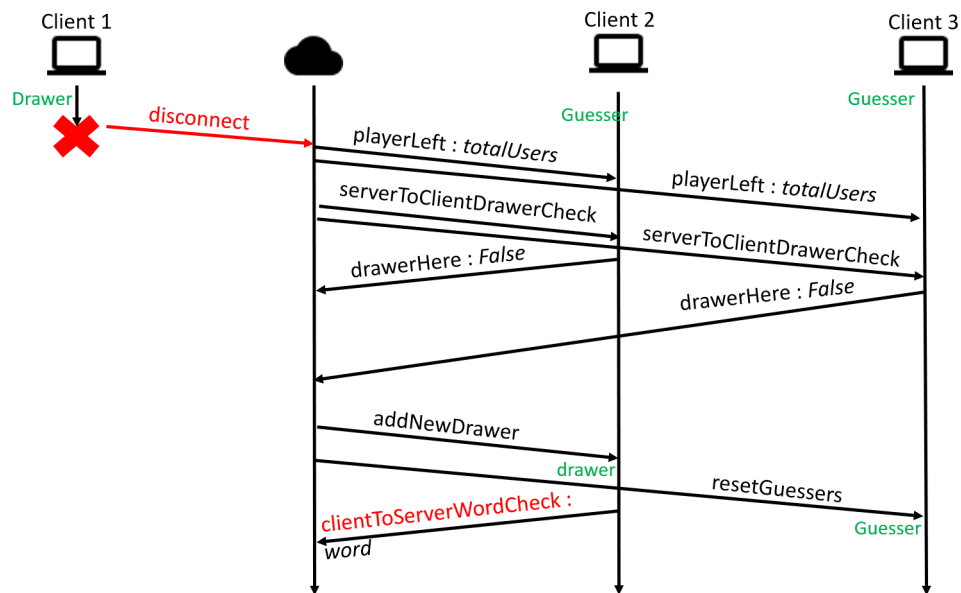 Client 1
Client 2
Client 3
Drawer
Guesser
Guesser
disconnect
playerLeft : totalUsers
playerLeft : totalUsers
serverToClientDrawerCheck
serverToClientDrawerCheck
drawerHere : False
drawerHere : False
addNewDrawer
drawer
resetGuessers
clientToServerWordCheck :
word
Guesser